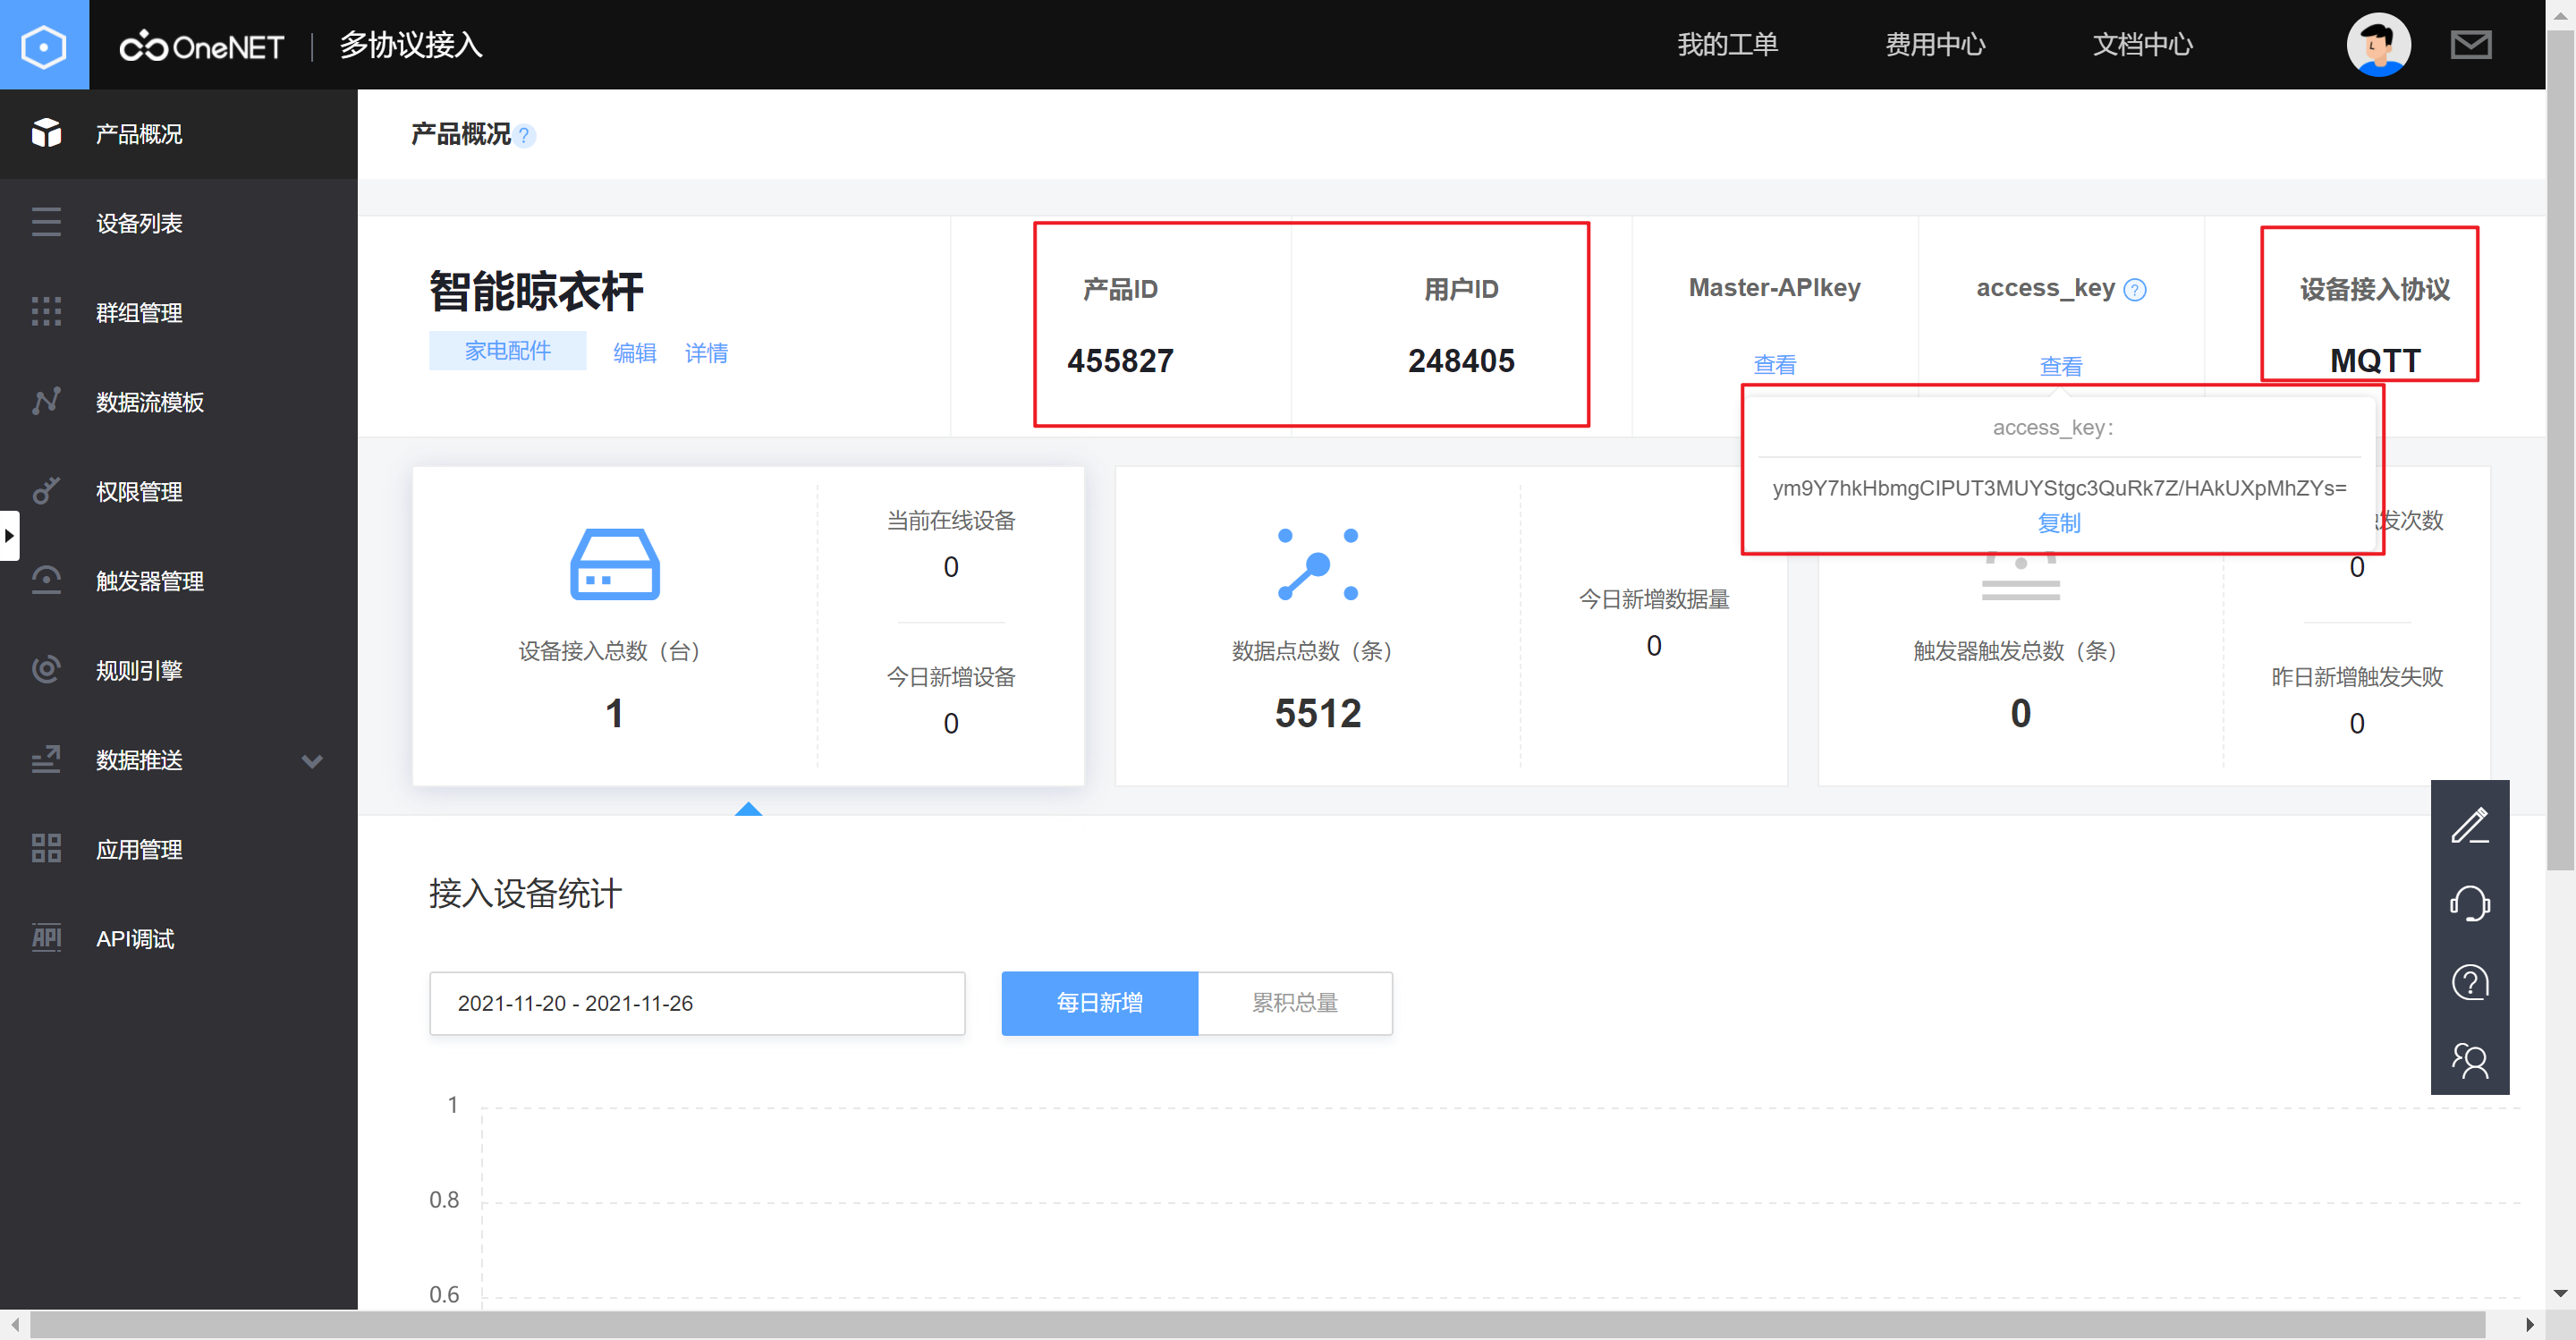 OneNET
多协议接入
我的工单
费用中心
文档中心
产品概况
设备列表
群组管理
数据流模板
权限管理
触发器管理
规则引擎
数据推送
应用管理
API调试
产品概况
智能晾衣杆
家电配件 编辑 详情
产品ID
455827
用户ID
248405
Master-APIkey
查看
access_key
查看
设备接入协议
MQTT
access_key：
ym9Y7hkHbmgCIPUT3MUYStgc3QuRk7Z/HAkUXpMhZYs=
复制
设备接入总数（台）
1
当前在线设备
0
今日新增设备
0
数据点总数（条）
5512
今日新增数据量
0
触发器触发总数（条）
0
发次数
0
昨日新增触发失败
0
接入设备统计
2021-11-20 - 2021-11-26
每日新增
累积总量
1
0.8
0.6